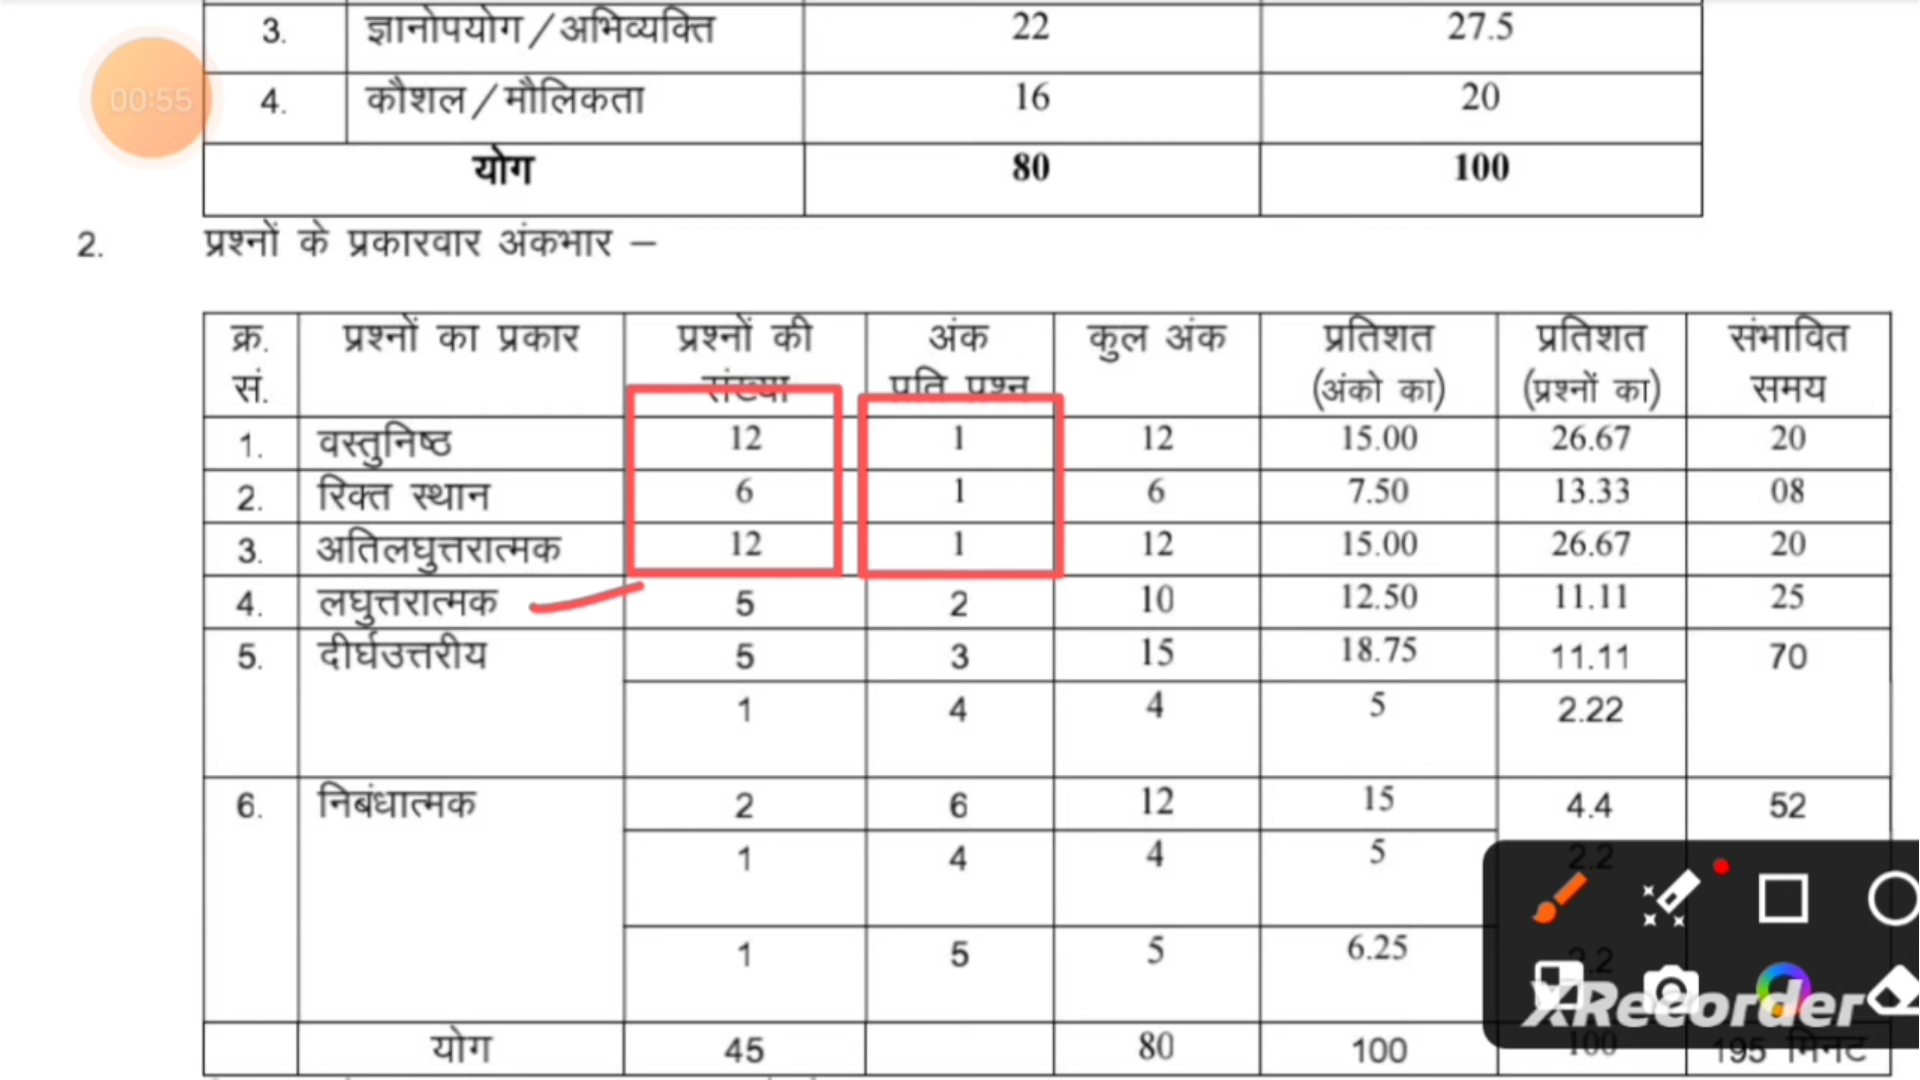 3. ज्ञानोपयोग/अभिव्यक्ति 22 27.5
00:55
4. कौशल/मौलिकता 16 20
योग 80 100
2. प्रश्नों के प्रकारवार अंकभार –
क्र. सं. प्रश्नों का प्रकार प्रश्नों की संख्या अंक प्रति प्रश्न कुल अंक प्रतिशत (अंको का) प्रतिशत (प्रश्नों का) संभावित समय
1. वस्तुनिष्ठ 12 1 12 15.00 26.67 20
2. रिक्त स्थान 6 1 6 7.50 13.33 08
3. अतिलघुत्तरात्मक 12 1 12 15.00 26.67 20
4. लघुत्तरात्मक 5 2 10 12.50 11.11 25
5. दीर्घउत्तरीय 5 3 15 18.75 11.11 70
1 4 4 5 2.22
6. निबंधात्मक 2 6 12 15 4.4 52
1 4 4 5 2.2
1 5 5 6.25
XRecorder
योग 45 80 100 100 195 मिनट